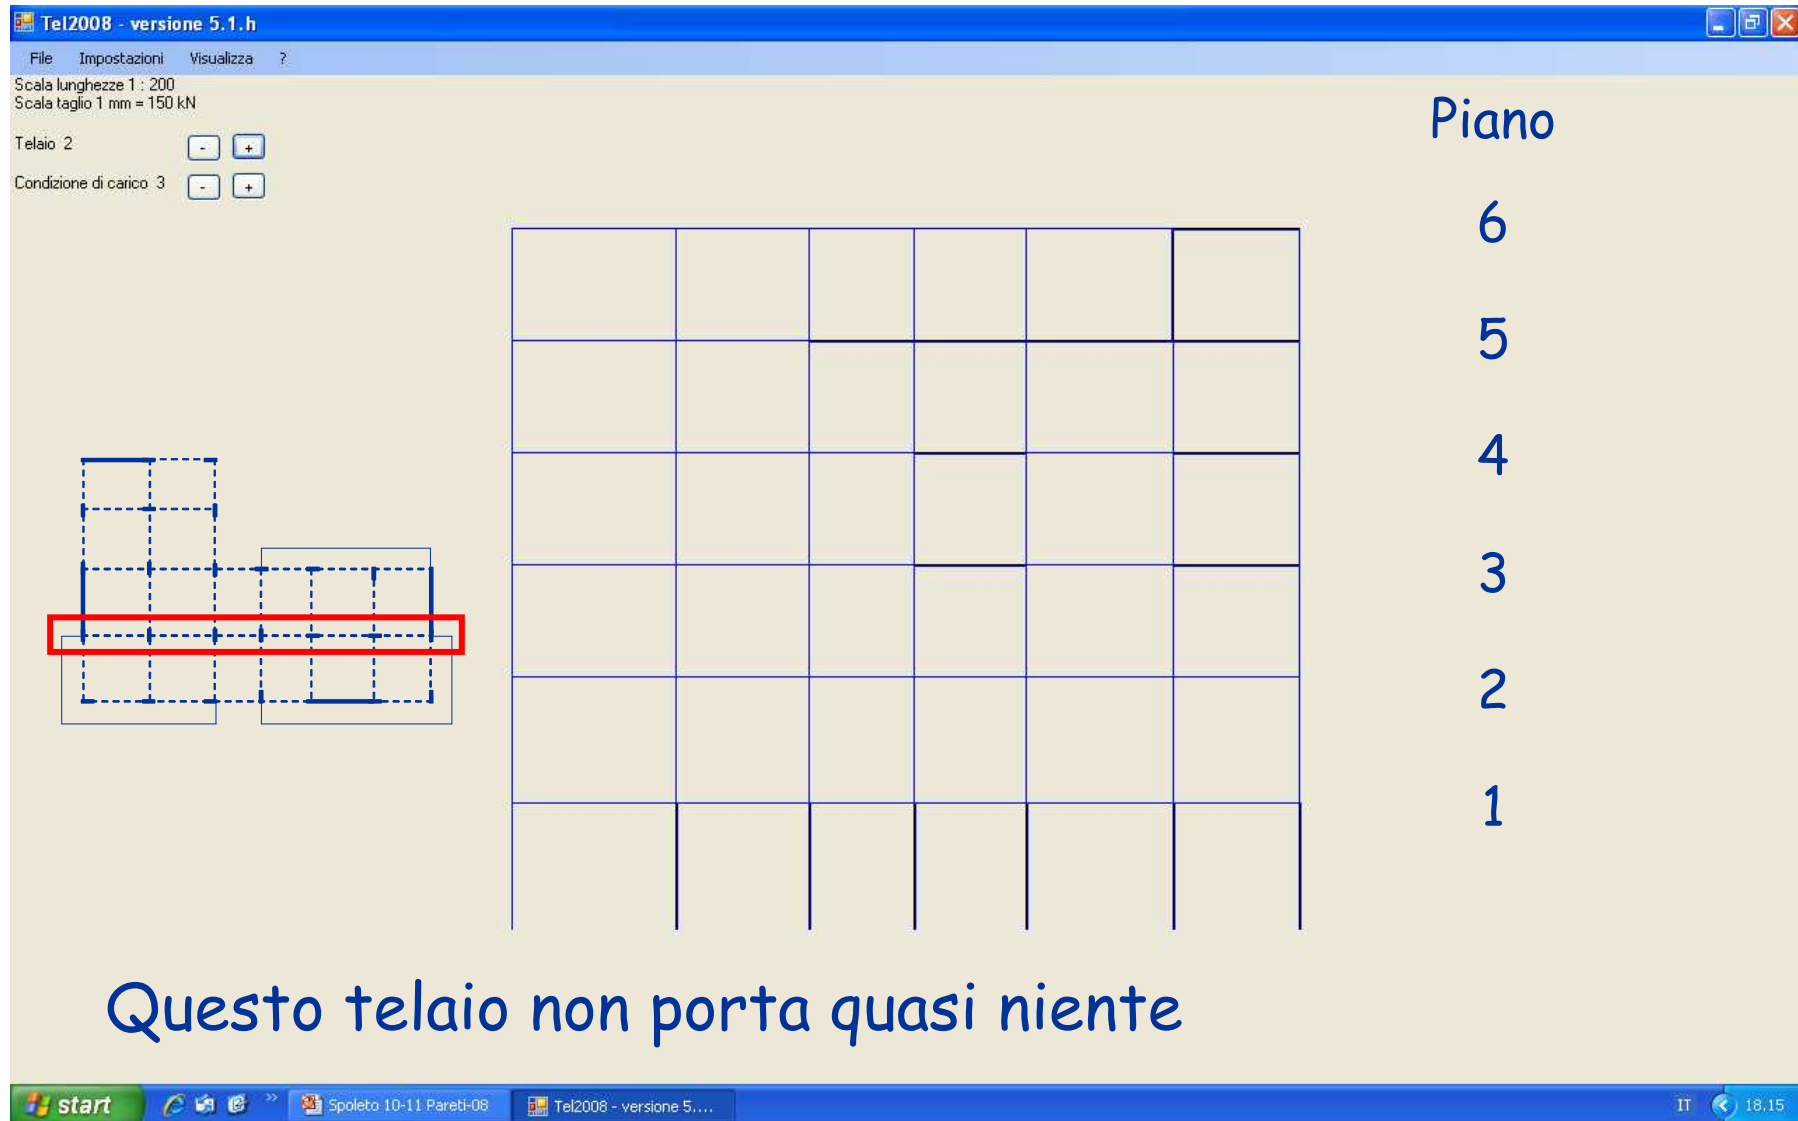 Tel2008 - versione 5.1.h
File Impostazioni Visualizza ?
Scala lunghezze 1 : 200
Scala taglio 1 mm = 150 kN
Telaio 2 - +
Condizione di carico 3 - +
Piano
6
5
4
3
2
1
Questo telaio non porta quasi niente
start » Spoleto 10-11 Pareti-08 Tel2008 - versione 5.... IT 18.15